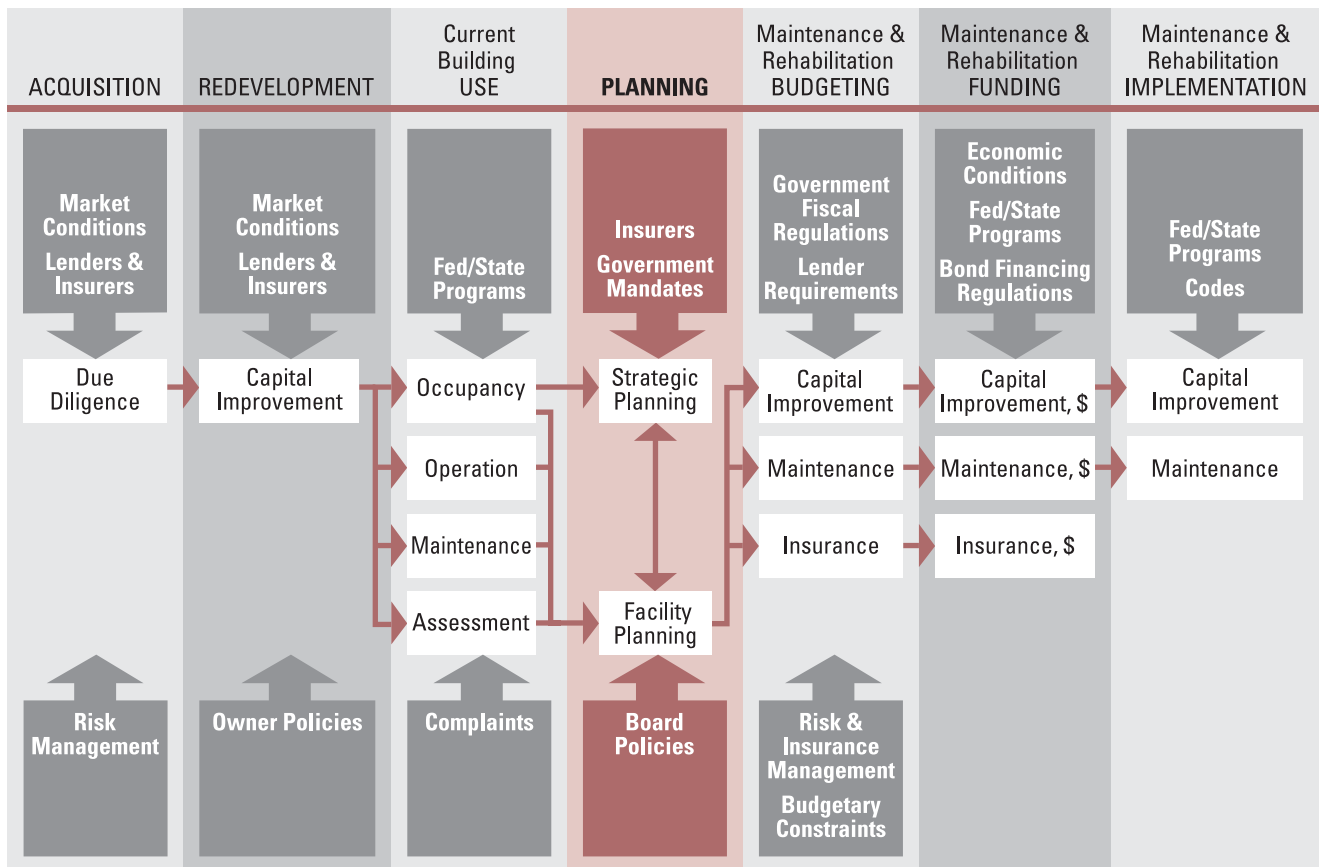 ACQUISITION
REDEVELOPMENT
Current
Building
USE
PLANNING
Maintenance &
Rehabilitation
BUDGETING
Maintenance &
Rehabilitation
FUNDING
Maintenance &
Rehabilitation
IMPLEMENTATION
Market
Conditions
Lenders &
Insurers
Market
Conditions
Lenders &
Insurers
Fed/State
Programs
Insurers
Government
Mandates
Government
Fiscal
Regulations
Lender
Requirements
Economic
Conditions
Fed/State
Programs
Bond Financing
Regulations
Fed/State
Programs
Codes
Due
Diligence
Capital
Improvement
Occupancy
Operation
Maintenance
Assessment
Strategic
Planning
Facility
Planning
Capital
Improvement
Maintenance
Insurance
Capital
Improvement, $
Maintenance, $
Insurance, $
Capital
Improvement
Maintenance
Risk
Management
Owner Policies
Complaints
Board
Policies
Risk &
Insurance
Management
Budgetary
Constraints